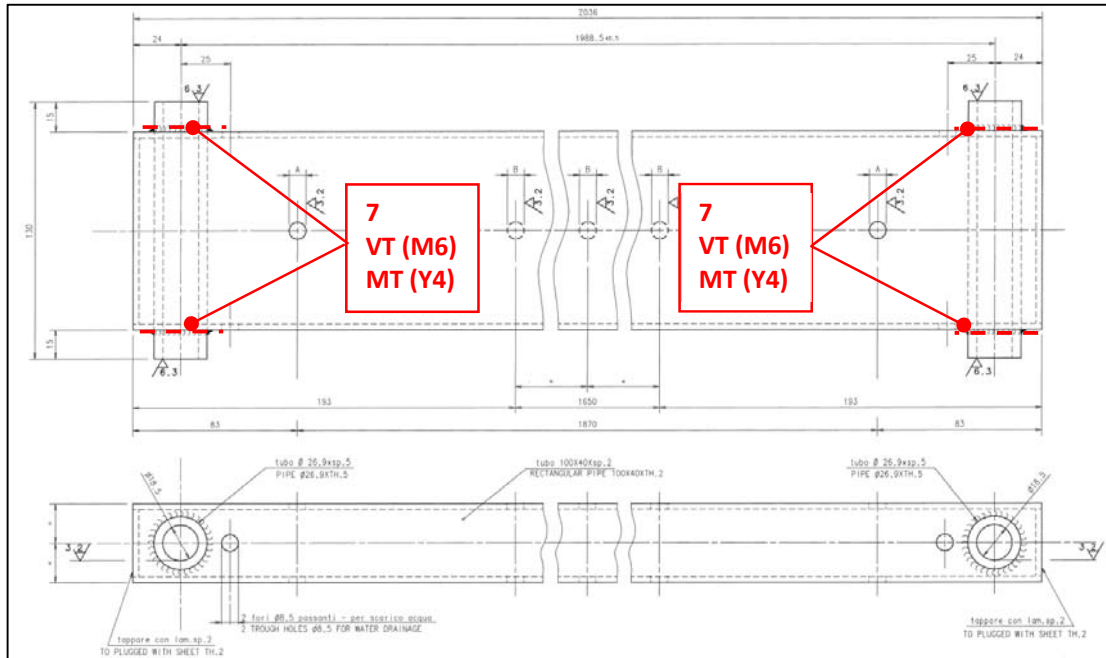 2036
24
1988.5
25
25
24
6.3
6.3
15
130
15
A
B
B
B
A
3.2
3.2
3.2
3.2
3.2
7
VT (M6)
MT (Y4)
7
VT (M6)
MT (Y4)
6.3
6.3
*
*
193
1650
193
83
1870
83
tubo Ø 26,9xsp.5
PIPE Ø26,9XTH.5
tubo 100X40Xsp.2
RECTANGULAR PIPE 100X40XTH.2
tubo Ø 26,9xsp.5
PIPE Ø26,9XTH.5
Ø18,5
Ø18,5
3.2
3.2
2 fori Ø8,5 passanti - per scarico acqua
2 TROUGH HOLES Ø8,5 FOR WATER DRAINAGE
tappare con lam.sp.2
TO PLUGGED WITH SHEET TH.2
tappare con lam.sp.2
TO PLUGGED WITH SHEET TH.2